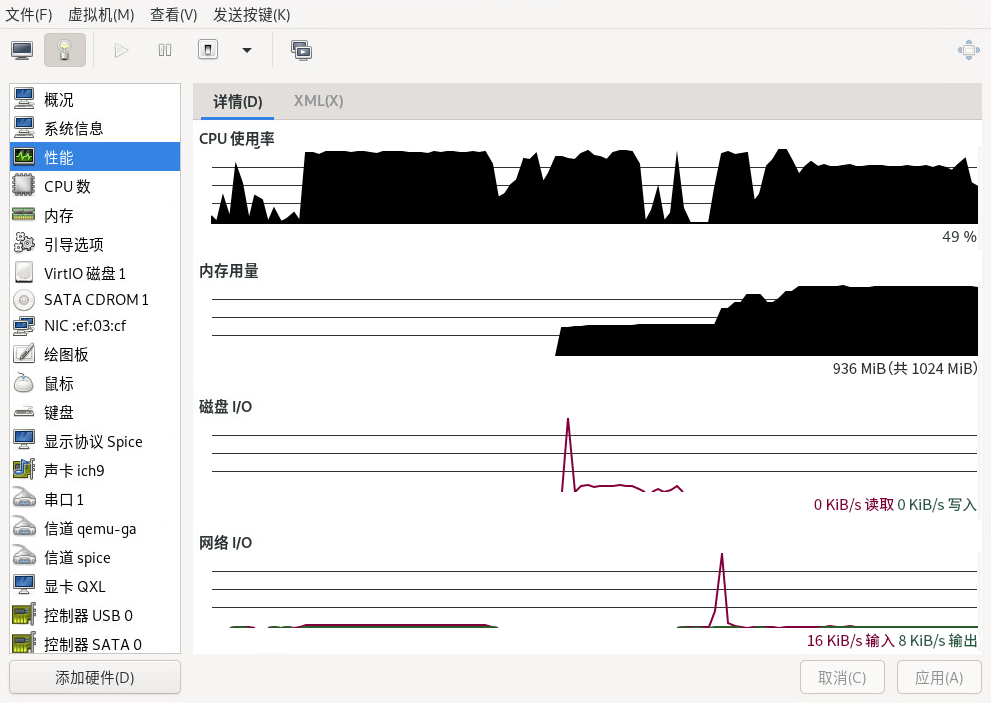 文件(F) 虚拟机(M) 查看(V) 发送按键(K)
概况
系统信息
性能
CPU 数
内存
引导选项
VirtIO 磁盘 1
SATA CDROM 1
NIC :ef:03:cf
绘图板
鼠标
键盘
显示协议 Spice
声卡 ich9
串口 1
信道 qemu-ga
信道 spice
显卡 QXL
控制器 USB 0
控制器 SATA 0
添加硬件(D)
详情(D) XML(X)
CPU 使用率
49 %
内存用量
936 MiB(共 1024 MiB)
磁盘 I/O
0 KiB/s 读取 0 KiB/s 写入
网络 I/O
16 KiB/s 输入 8 KiB/s 输出
取消(C) 应用(A)